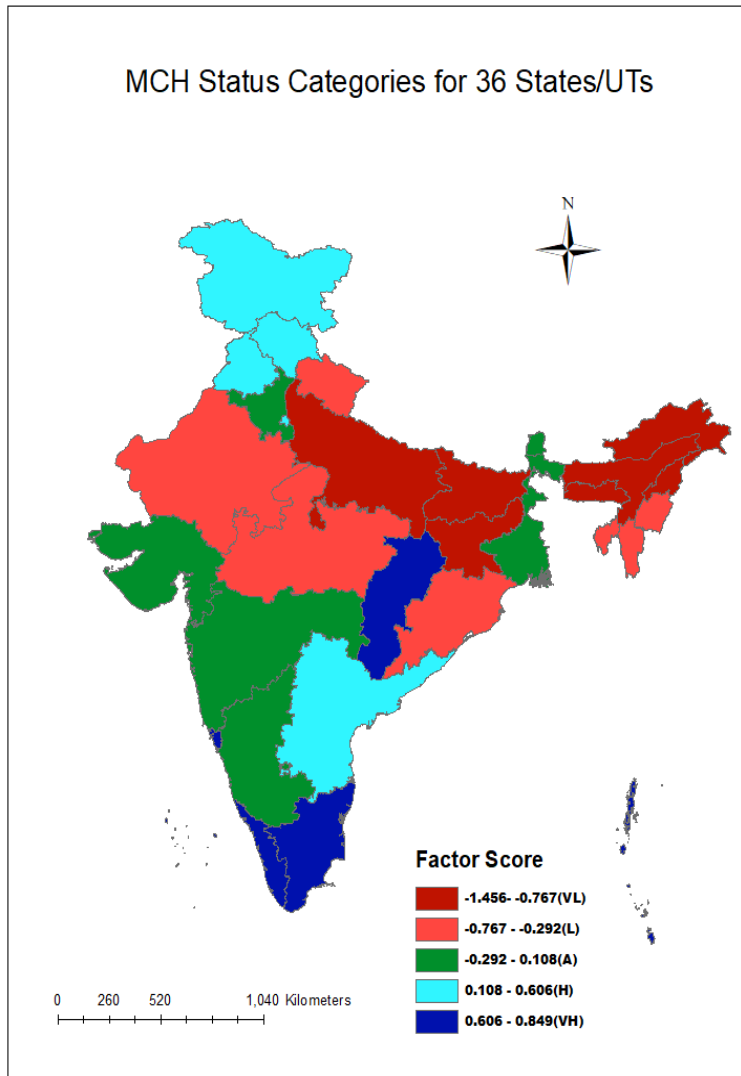 MCH Status Categories for 36 States/UTs
N
Factor Score
-1.456- -0.767(VL)
-0.767 - -0.292(L)
-0.292 - 0.108(A)
0.108 - 0.606(H)
0.606 - 0.849(VH)
0 260 520 1,040 Kilometers